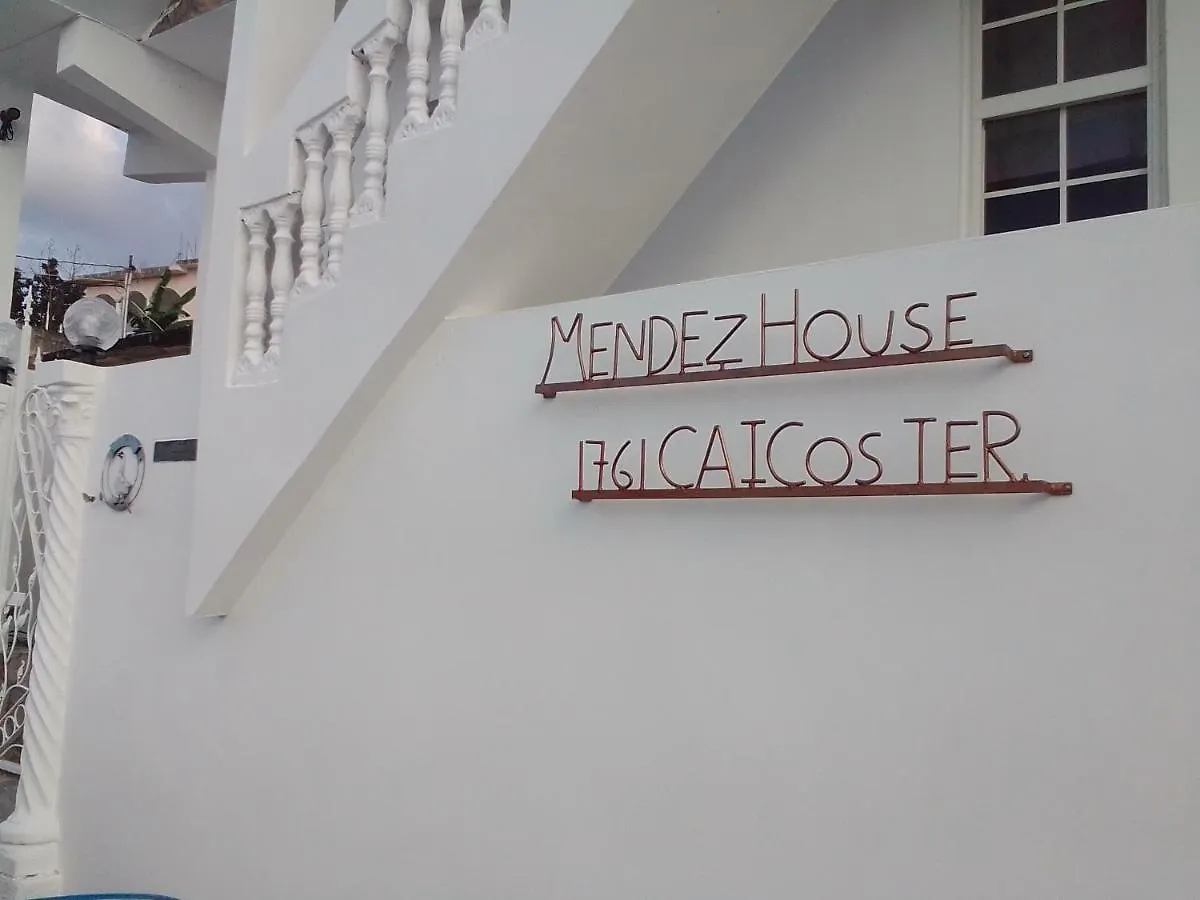 MENDEZ HOUSE
1761 CAICOS TER.